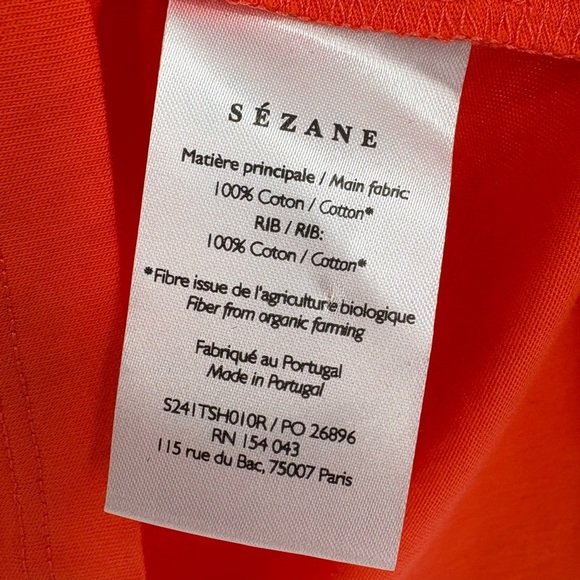 SÉZANE
Matière principale / Main fabric:
100% Coton / Cotton*
RIB / RIB:
100% Coton / Cotton*
*Fibre issue de l'agriculture biologique
Fiber from organic farming
Fabriqué au Portugal
Made in Portugal
S241TSH010R / PO 26896
RN 154 043
115 rue du Bac, 75007 Paris